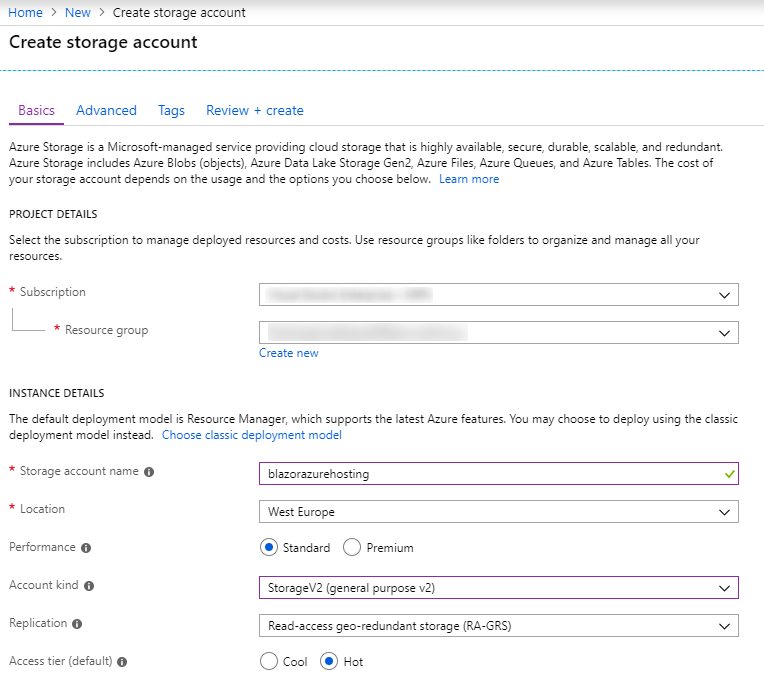 Home > New > Create storage account
Create storage account
Basics Advanced Tags Review + create
Azure Storage is a Microsoft-managed service providing cloud storage that is highly available, secure, durable, scalable, and redundant.
Azure Storage includes Azure Blobs (objects), Azure Data Lake Storage Gen2, Azure Files, Azure Queues, and Azure Tables. The cost of
your storage account depends on the usage and the options you choose below. Learn more
PROJECT DETAILS
Select the subscription to manage deployed resources and costs. Use resource groups like folders to organize and manage all your
resources.
* Subscription
* Resource group
Create new
INSTANCE DETAILS
The default deployment model is Resource Manager, which supports the latest Azure features. You may choose to deploy using the classic
deployment model instead. Choose classic deployment model
* Storage account name blazorazurehosting
* Location West Europe
Performance Standard Premium
Account kind StorageV2 (general purpose v2)
Replication Read-access geo-redundant storage (RA-GRS)
Access tier (default) Cool Hot